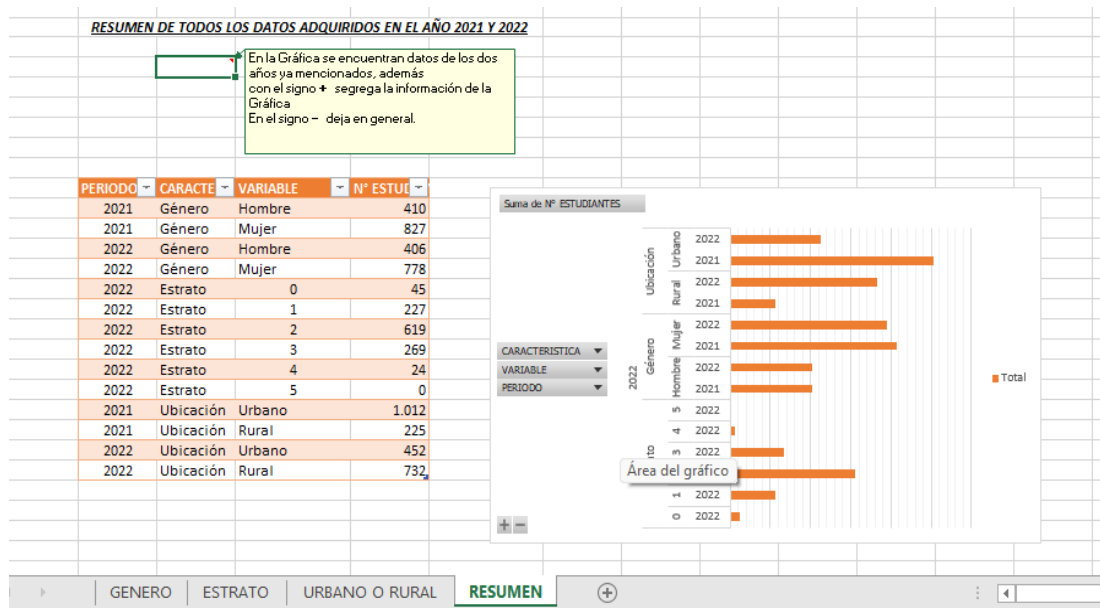 RESUMEN DE TODOS LOS DATOS ADQUIRIDOS EN EL AÑO 2021 Y 2022
En la Gráfica se encuentran datos de los dos
años ya mencionados, además
con el signo + segrega la información de la
Gráfica
En el signo - deja en general.
PERIODO CARACTE VARIABLE N° ESTUD
2021 Género Hombre 410
2021 Género Mujer 827
2022 Género Hombre 406
2022 Género Mujer 778
2022 Estrato 0 45
2022 Estrato 1 227
2022 Estrato 2 619
2022 Estrato 3 269
2022 Estrato 4 24
2022 Estrato 5 0
2021 Ubicación Urbano 1.012
2021 Ubicación Rural 225
2022 Ubicación Urbano 452
2022 Ubicación Rural 732
Suma de N° ESTUDIANTES
CARACTERISTICA
VARIABLE
PERIODO
2022
Ubicación
Género
Urbano
Rural
Mujer
Hombre
5
4
3
1
0
2022
2021
2022
2021
2022
2021
2022
2021
2022
2022
2022
2022
2022
Área del gráfico
Total
+ -
GENERO ESTRATO URBANO O RURAL RESUMEN